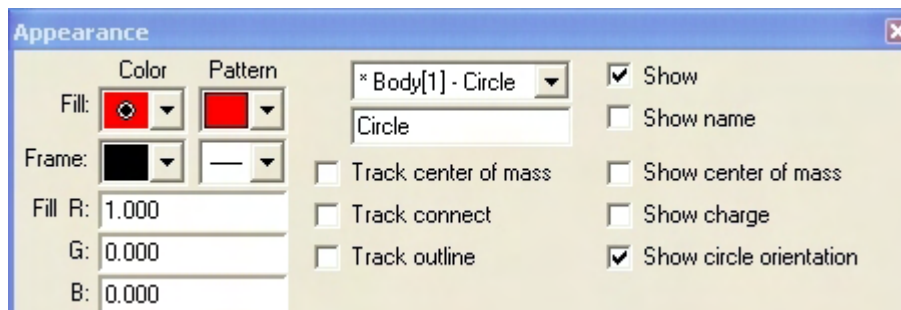 Appearance
Color Pattern
Fill:
Frame:
Fill R: 1.000
G: 0.000
B: 0.000
* Body[1] - Circle
Circle
Track center of mass
Track connect
Track outline
Show
Show name
Show center of mass
Show charge
Show circle orientation